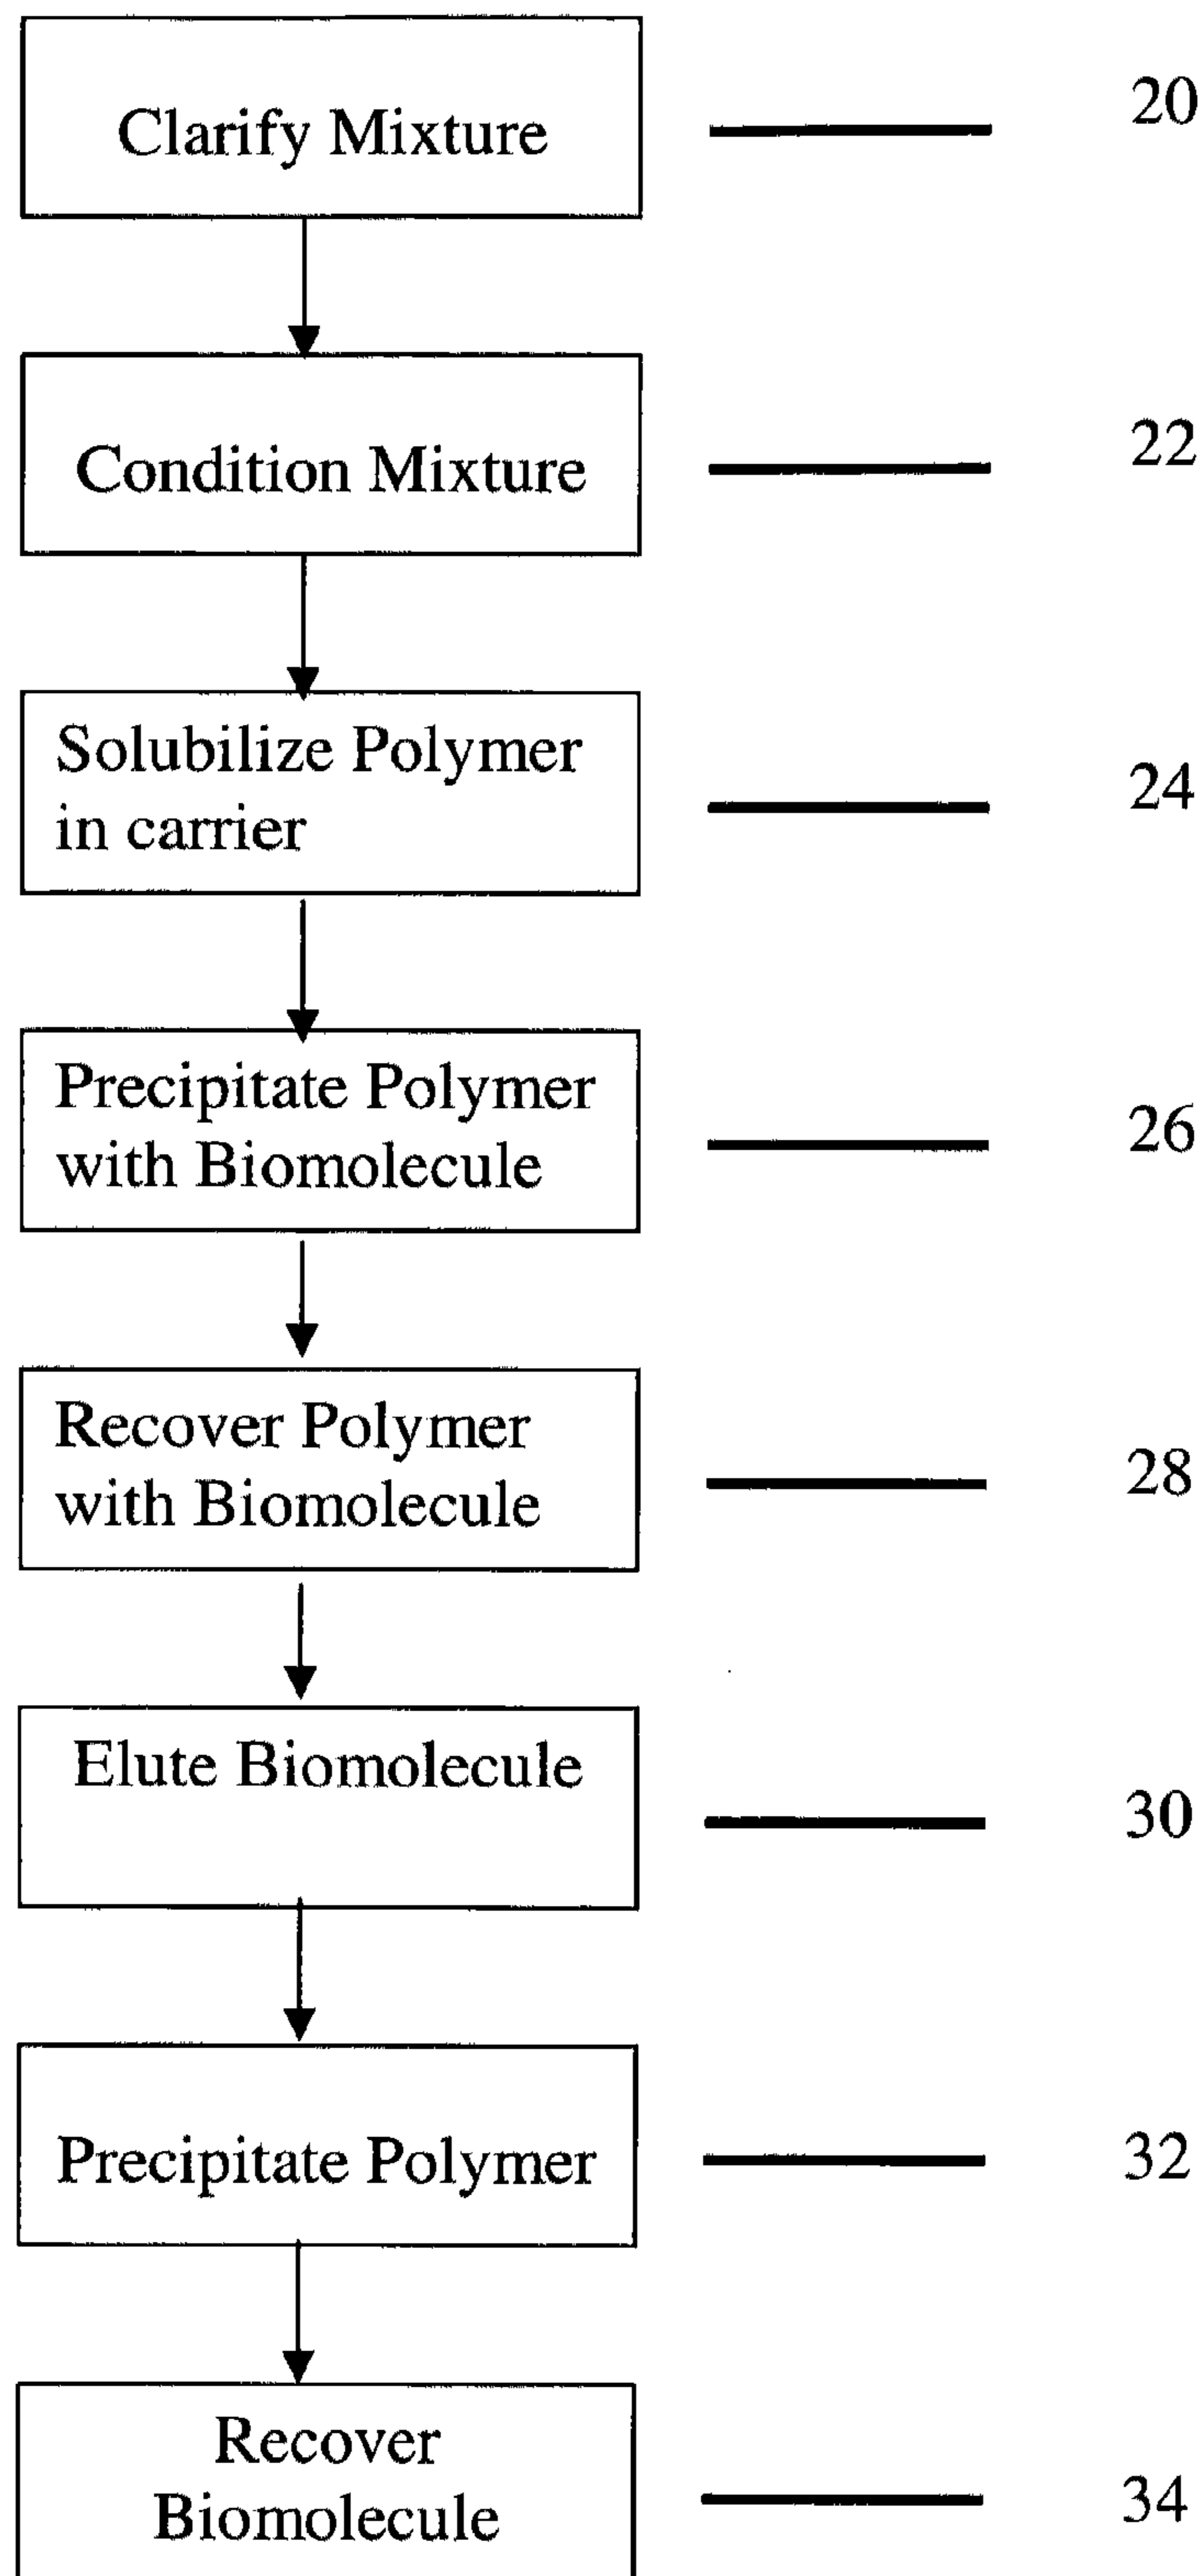 Clarify Mixture
20
Condition Mixture
22
Solubilize Polymer
in carrier
24
Precipitate Polymer
with Biomolecule
26
Recover Polymer
with Biomolecule
28
Elute Biomolecule
30
Precipitate Polymer
32
Recover
Biomolecule
34